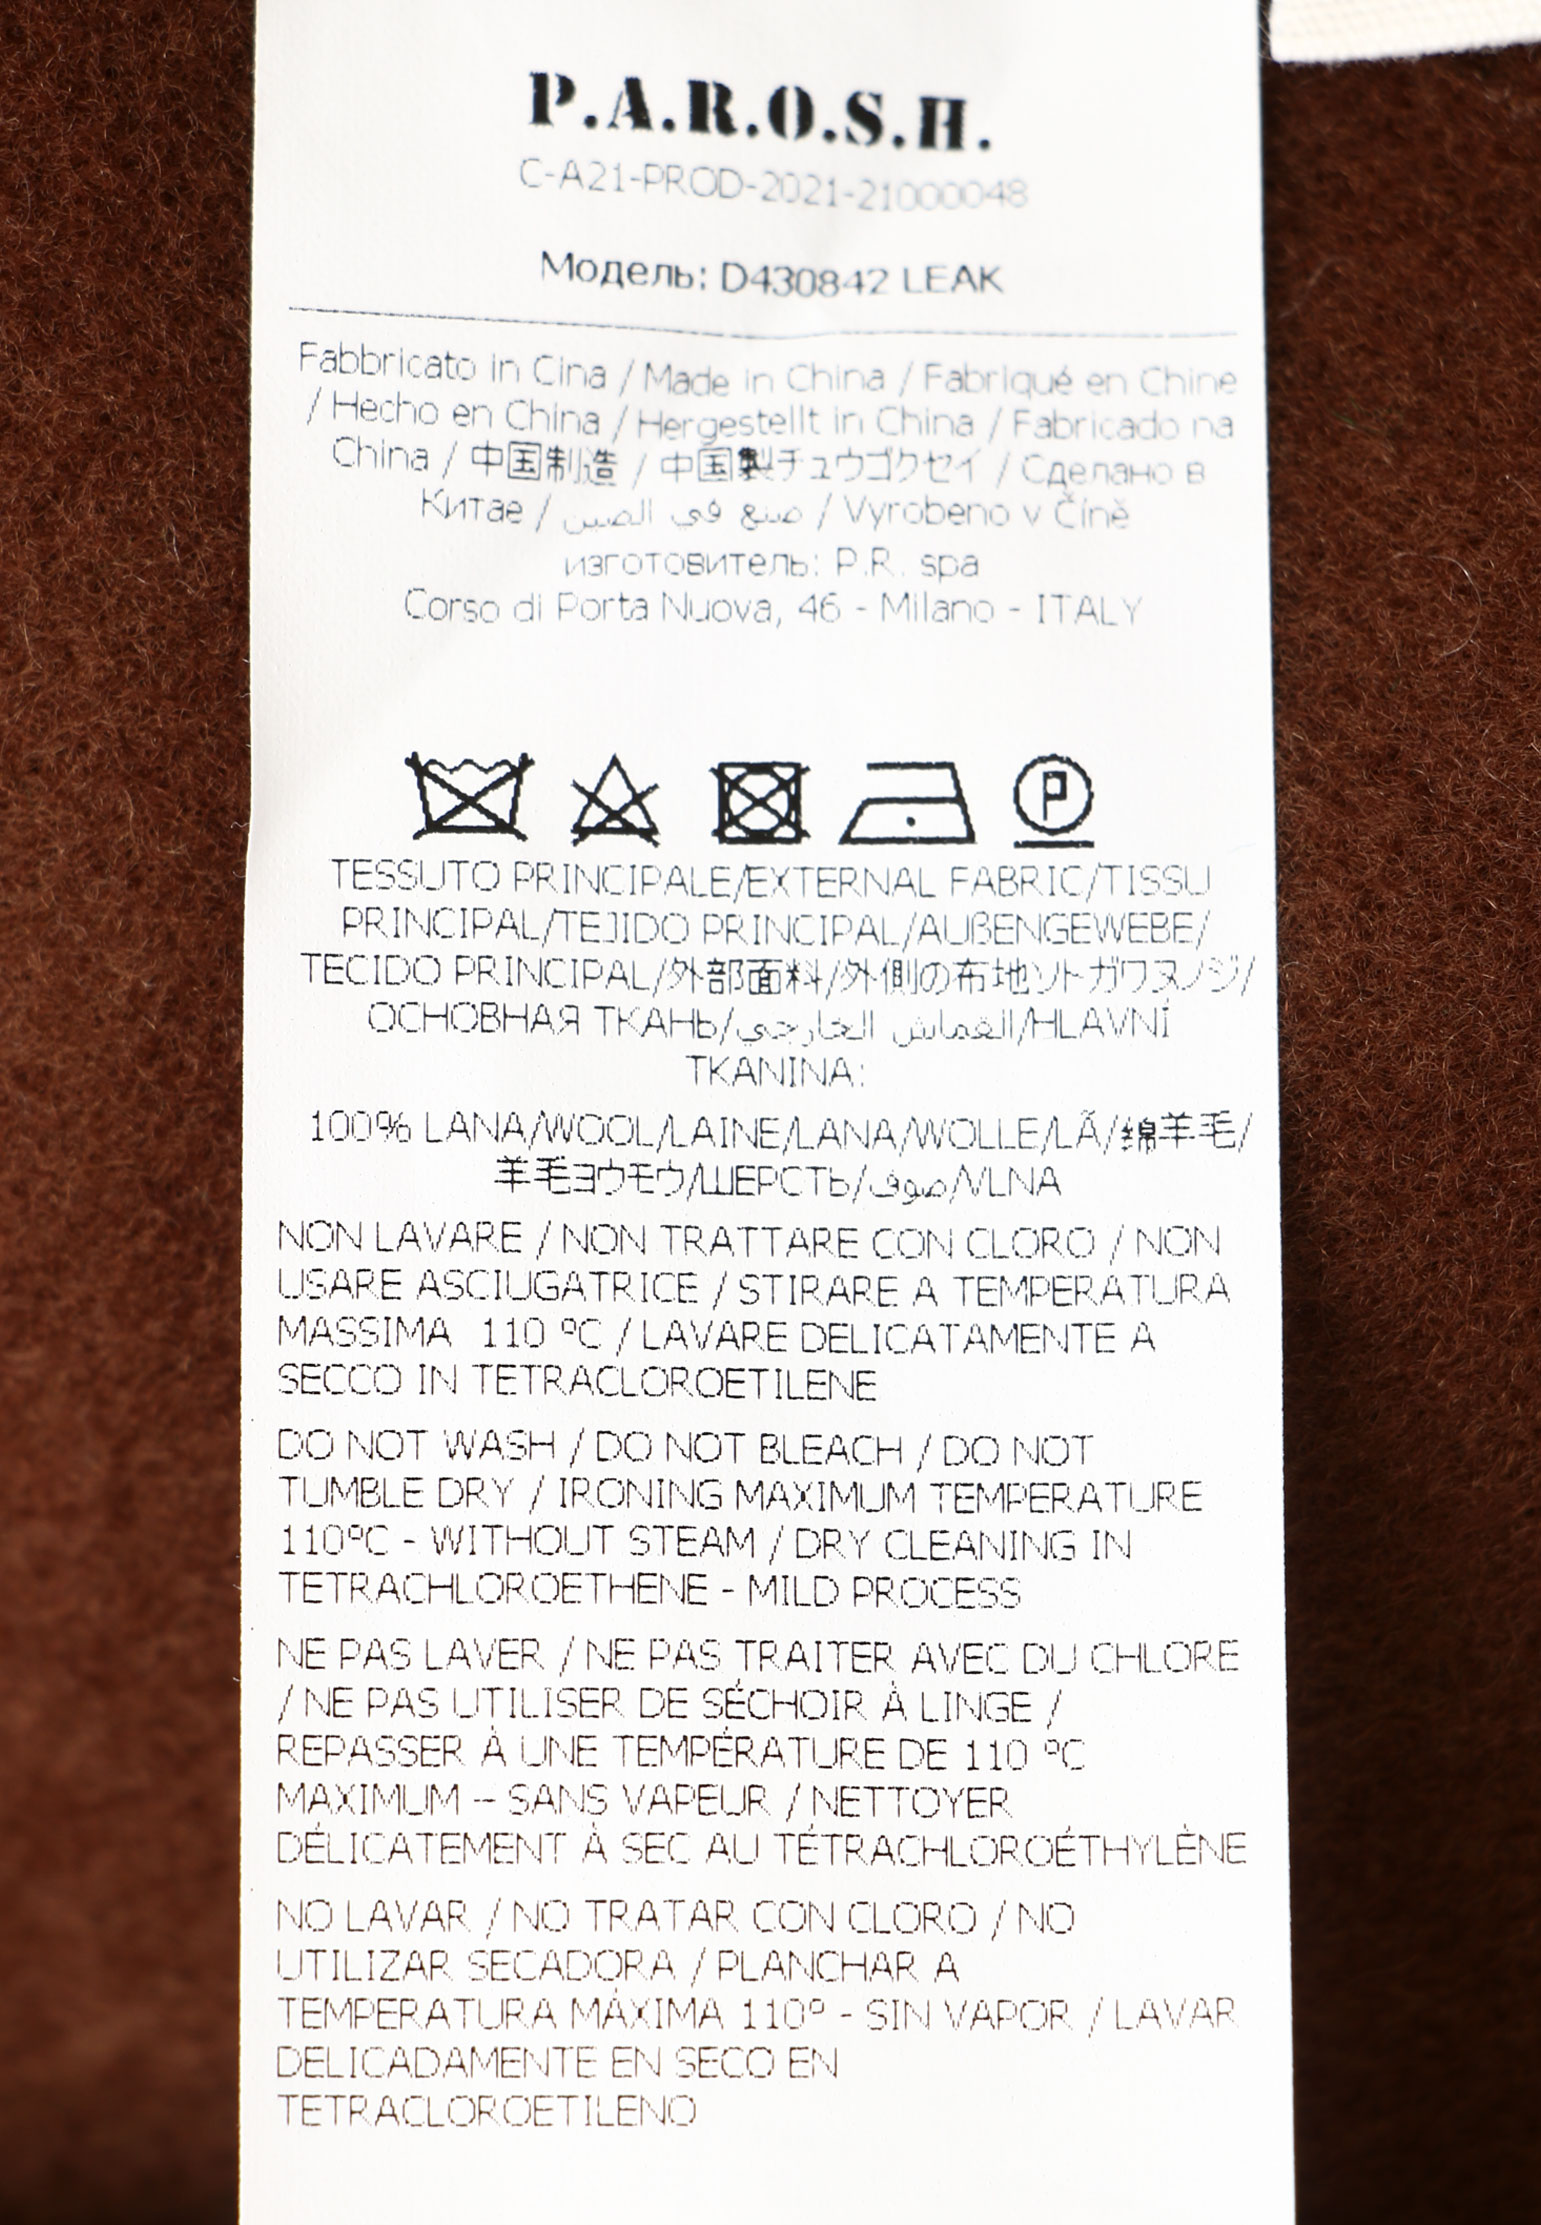 P.A.R.O.S.H.
C-A21-PROD-2021-21000048
Модель: D430842 LEAK
Fabbricato in Cina / Made in China / Fabriqué en Chine
/ Hecho en China / Hergestellt in China / Fabricado na
China / 中国制造 / 中国製チュウゴクセイ / Сделано в
Китае / صنع في الصين / Vyrobeno v Číně
изготовитель: P.R. spa
Corso di Porta Nuova, 46 - Milano - ITALY
P
TESSUTO PRINCIPALE/EXTERNAL FABRIC/TISSU
PRINCIPAL/TEJIDO PRINCIPAL/AUßENGEWEBE/
TECIDO PRINCIPAL/外部面料/外側の布地ソトガワヌノジ/
ОСНОВНАЯ ТКАНЬ/القماش الخارجي/HLAVNÍ
TKANINA:
100% LANA/WOOL/LAINE/LANA/WOLLE/LÃ/绵羊毛/
羊毛ヨウモウ/ШЕРСТЬ/صوف/VLNA
NON LAVARE / NON TRATTARE CON CLORO / NON
USARE ASCIUGATRICE / STIRARE A TEMPERATURA
MASSIMA 110 ºC / LAVARE DELICATAMENTE A
SECCO IN TETRACLOROETILENE
DO NOT WASH / DO NOT BLEACH / DO NOT
TUMBLE DRY / IRONING MAXIMUM TEMPERATURE
110ºC - WITHOUT STEAM / DRY CLEANING IN
TETRACHLOROETHENE - MILD PROCESS
NE PAS LAVER / NE PAS TRAITER AVEC DU CHLORE
/ NE PAS UTILISER DE SÉCHOIR À LINGE /
REPASSER À UNE TEMPÉRATURE DE 110 ºC
MAXIMUM – SANS VAPEUR / NETTOYER
DÉLICATEMENT À SEC AU TÉTRACHLOROÉTHYLÈNE
NO LAVAR / NO TRATAR CON CLORO / NO
UTILIZAR SECADORA / PLANCHAR A
TEMPERATURA MÁXIMA 110º - SIN VAPOR / LAVAR
DELICADAMENTE EN SECO EN
TETRACLOROETILENO